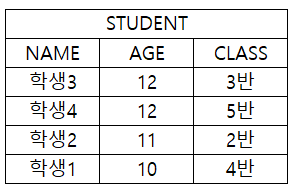 STUDENT
NAME AGE CLASS
학생3 12 3반
학생4 12 5반
학생2 11 2반
학생1 10 4반